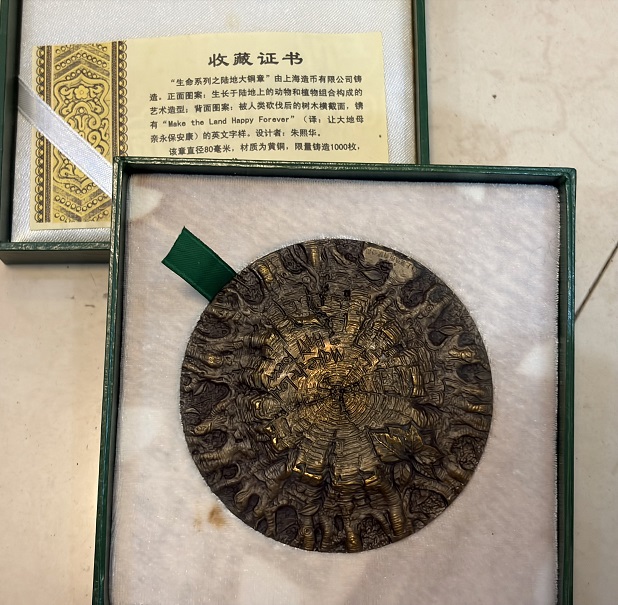 收藏证书
“生命系列之陆地大铜章”由上海造币有限公司铸
造。正面图案：生长于陆地上的动物和植物组合构成的
艺术造型；背面图案：被人类砍伐后的树木横截面，镌
有“Make the Land Happy Forever”（译：让大地母
亲永保安康）的英文字样。设计者：朱熙华。
该章直径80毫米，材质为黄铜，限量铸造1000枚，